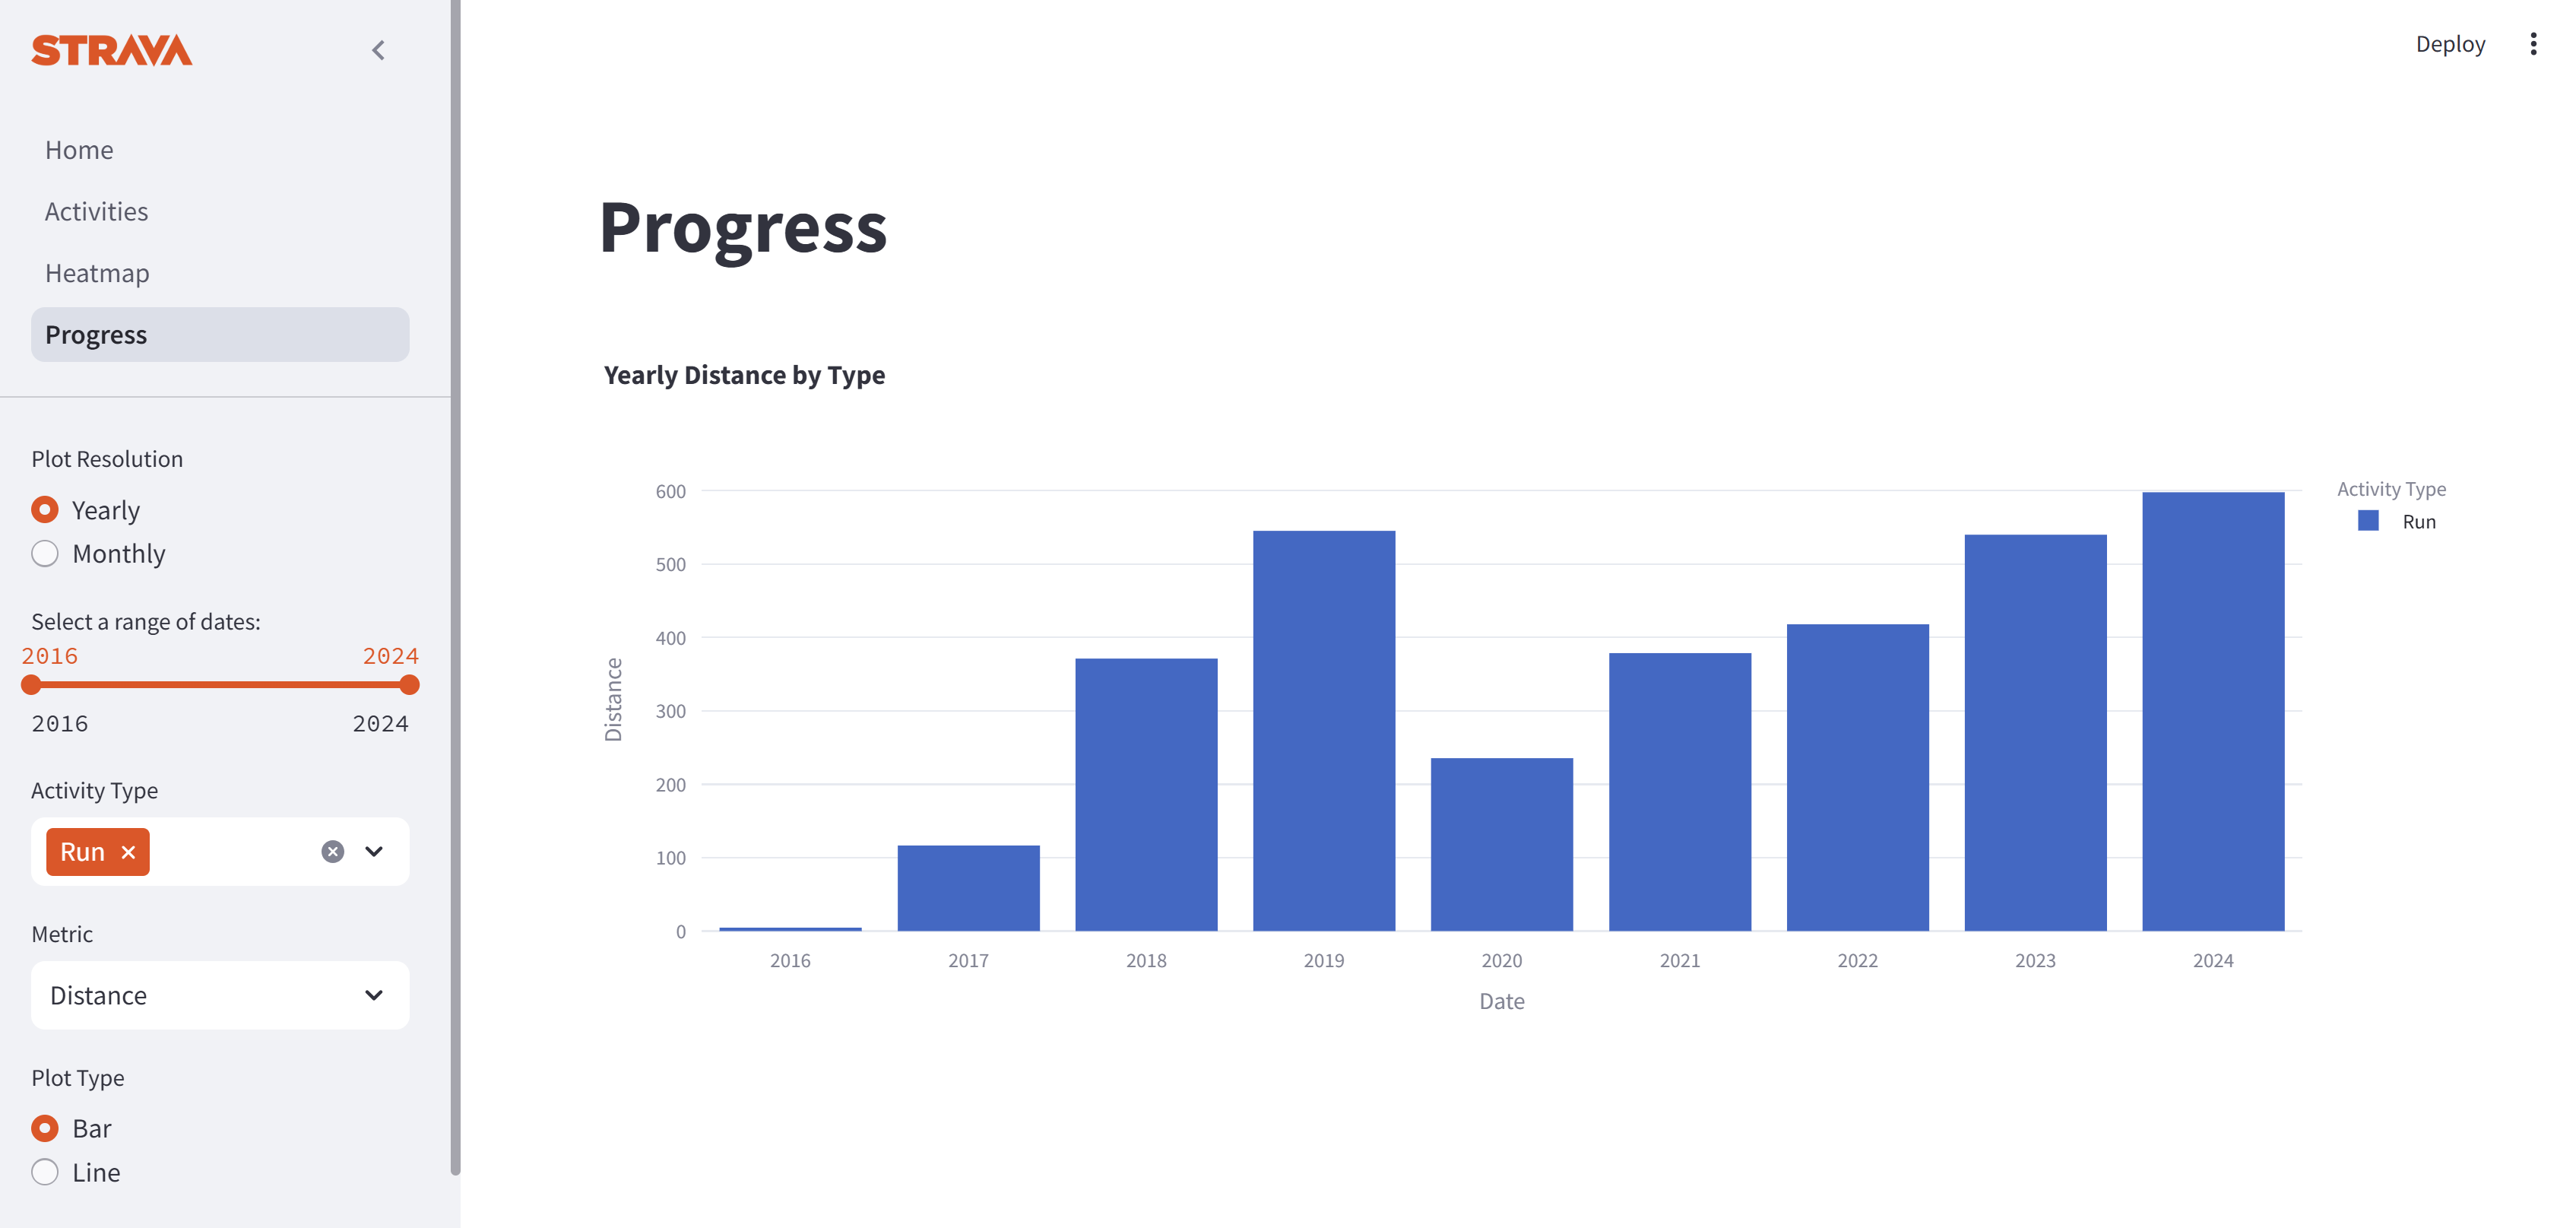 STRAVA
Home
Activities
Heatmap
Progress
Plot Resolution
Yearly
Monthly
Select a range of dates:
2016 2024
2016 2024
Activity Type
Run
Metric
Distance
Plot Type
Bar
Line
Deploy
Progress
Yearly Distance by Type
600
500
400
300
200
100
0
Distance
2016 2017 2018 2019 2020 2021 2022 2023 2024
Date
Activity Type
Run